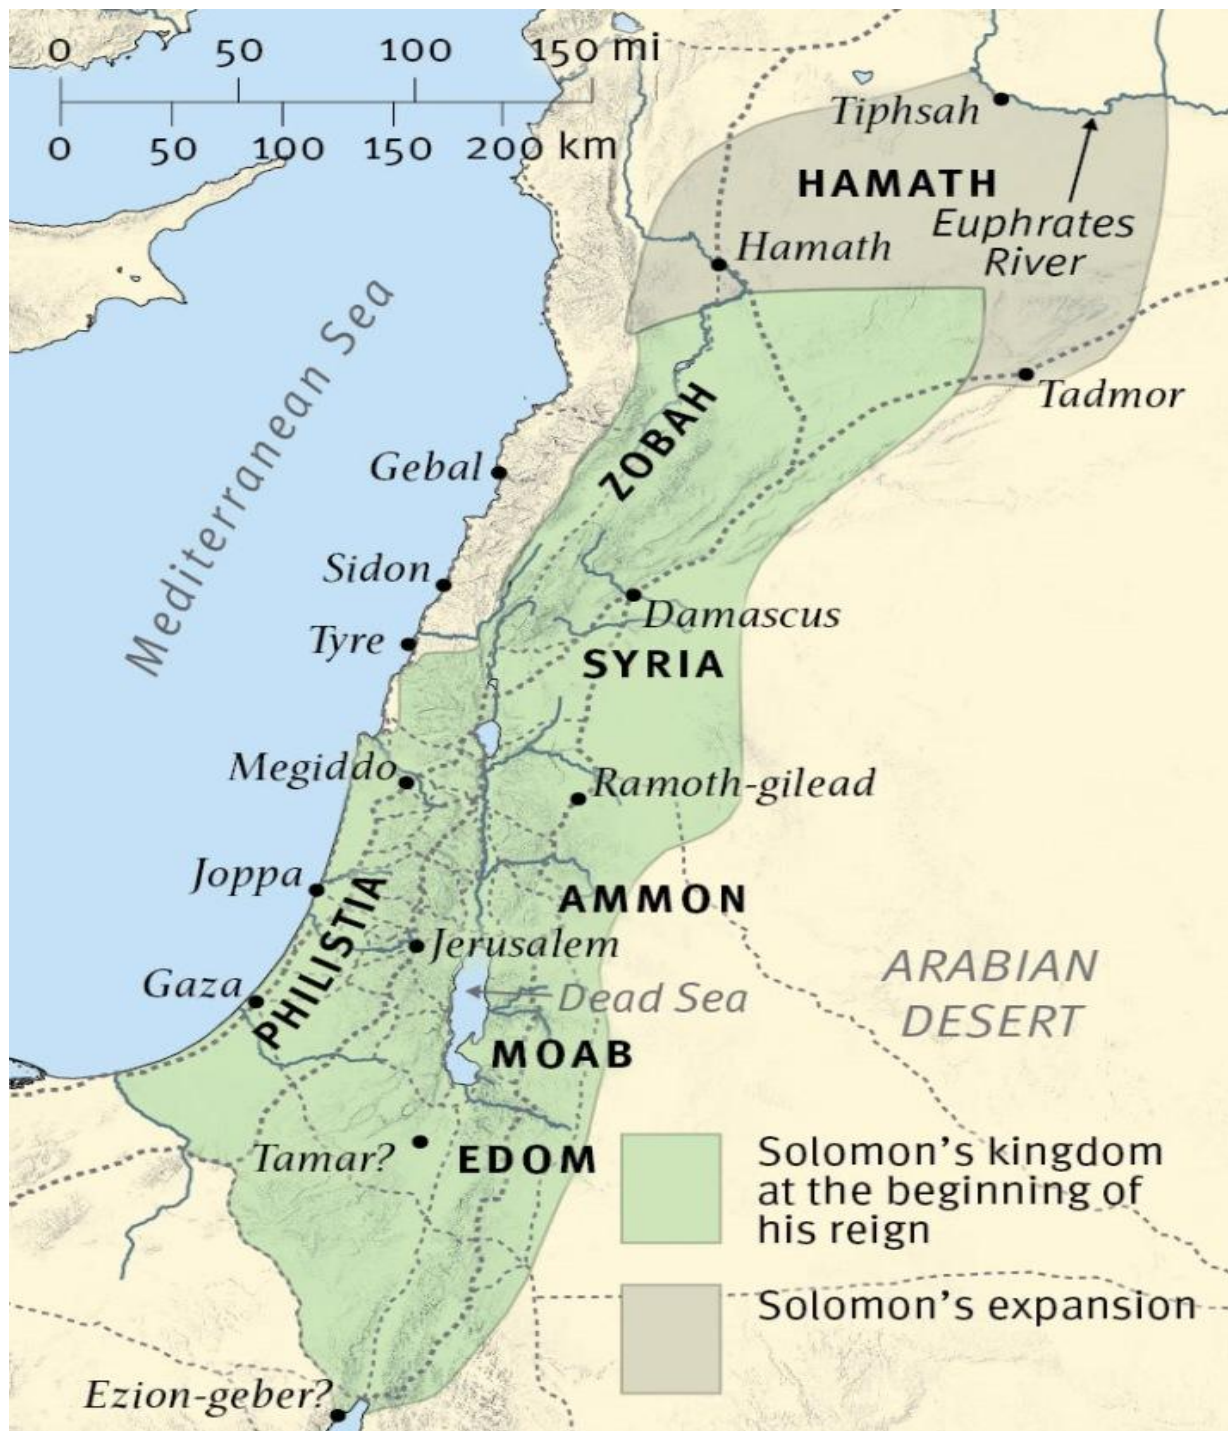 0 50 100 150 mi
0 50 100 150 200 km
Tiphsah
HAMATH
Euphrates
River
Hamath
Mediterranean Sea
Tadmor
ZOBAH
Gebal
Sidon
Damascus
Tyre
SYRIA
Megiddo
Ramoth-gilead
Joppa
AMMON
PHILISTIA
Jerusalem
ARABIAN
DESERT
Gaza
Dead Sea
MOAB
Tamar?
EDOM
Solomon's kingdom
at the beginning of
his reign
Solomon's expansion
Ezion-geber?